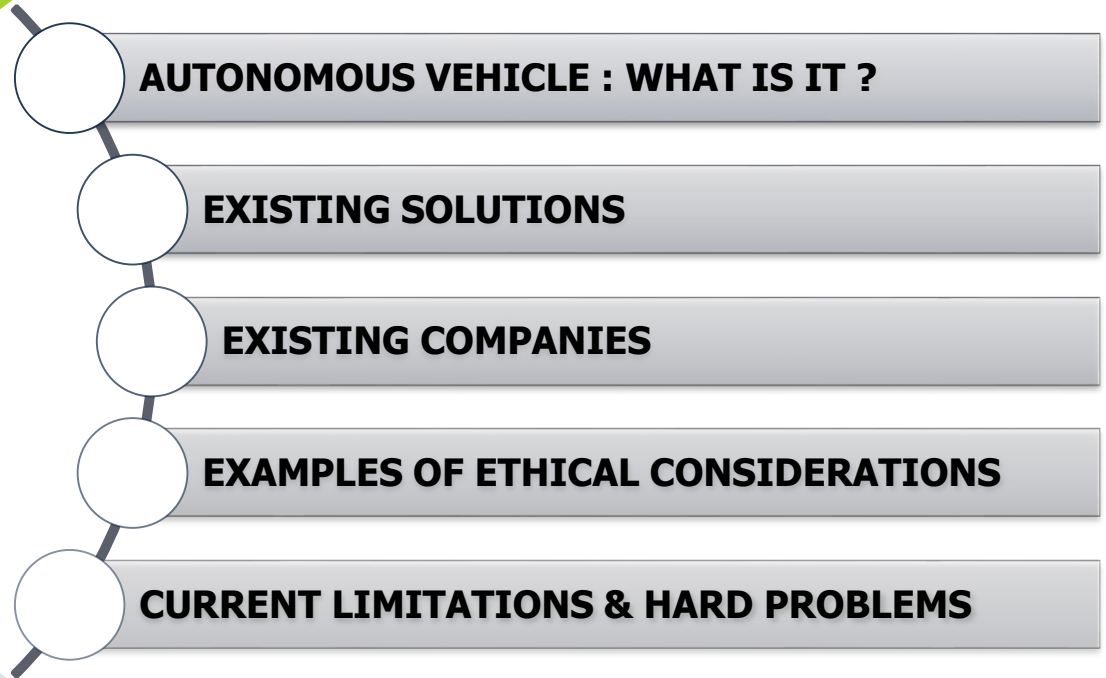 AUTONOMOUS VEHICLE : WHAT IS IT ?
EXISTING SOLUTIONS
EXISTING COMPANIES
EXAMPLES OF ETHICAL CONSIDERATIONS
CURRENT LIMITATIONS & HARD PROBLEMS